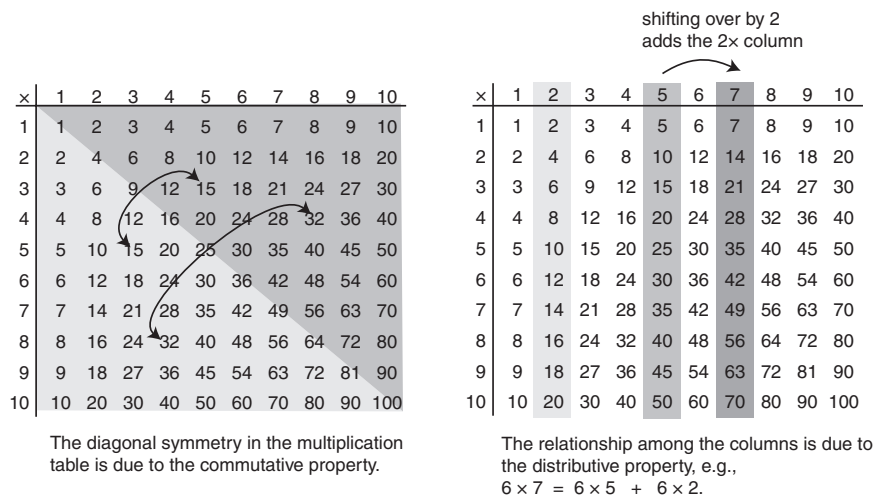 × 1 2 3 4 5 6 7 8 9 10
1 1 2 3 4 5 6 7 8 9 10
2 2 4 6 8 10 12 14 16 18 20
3 3 6 9 12 15 18 21 24 27 30
4 4 8 12 16 20 24 28 32 36 40
5 5 10 15 20 25 30 35 40 45 50
6 6 12 18 24 30 36 42 48 54 60
7 7 14 21 28 35 42 49 56 63 70
8 8 16 24 32 40 48 56 64 72 80
9 9 18 27 36 45 54 63 72 81 90
10 10 20 30 40 50 60 70 80 90 100
The diagonal symmetry in the multiplication
table is due to the commutative property.
shifting over by 2
adds the 2× column
× 1 2 3 4 5 6 7 8 9 10
1 1 2 3 4 5 6 7 8 9 10
2 2 4 6 8 10 12 14 16 18 20
3 3 6 9 12 15 18 21 24 27 30
4 4 8 12 16 20 24 28 32 36 40
5 5 10 15 20 25 30 35 40 45 50
6 6 12 18 24 30 36 42 48 54 60
7 7 14 21 28 35 42 49 56 63 70
8 8 16 24 32 40 48 56 64 72 80
9 9 18 27 36 45 54 63 72 81 90
10 10 20 30 40 50 60 70 80 90 100
The relationship among the columns is due to
the distributive property, e.g.,
6 × 7 = 6 × 5 + 6 × 2.